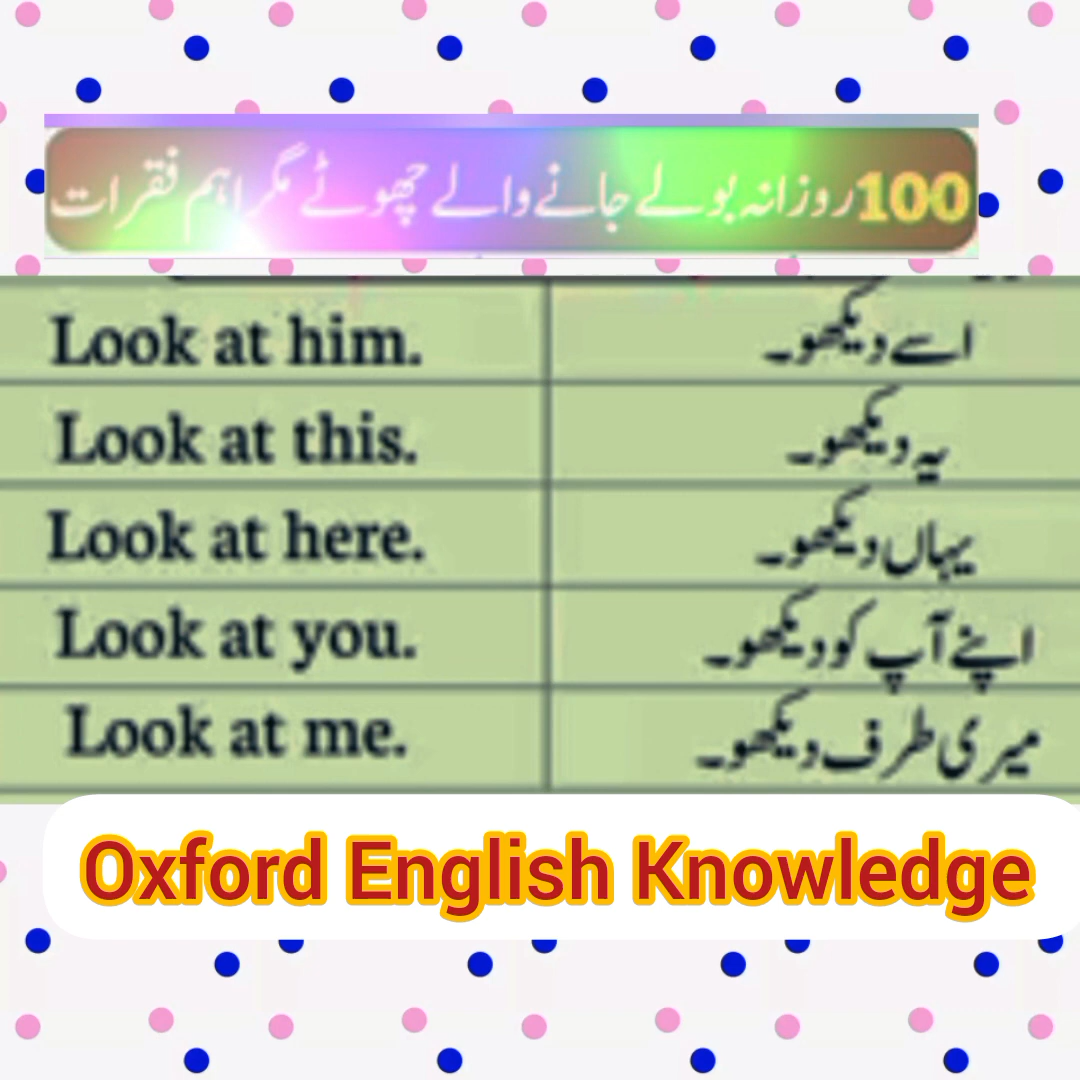 100 روزانہ بولے جانے والے چھوٹے مگر اہم فقرات
Look at him. اسے دیکھو۔
Look at this. یہ دیکھو۔
Look at here. یہاں دیکھو۔
Look at you. اپنے آپ کو دیکھو۔
Look at me. میری طرف دیکھو۔
Oxford English Knowledge